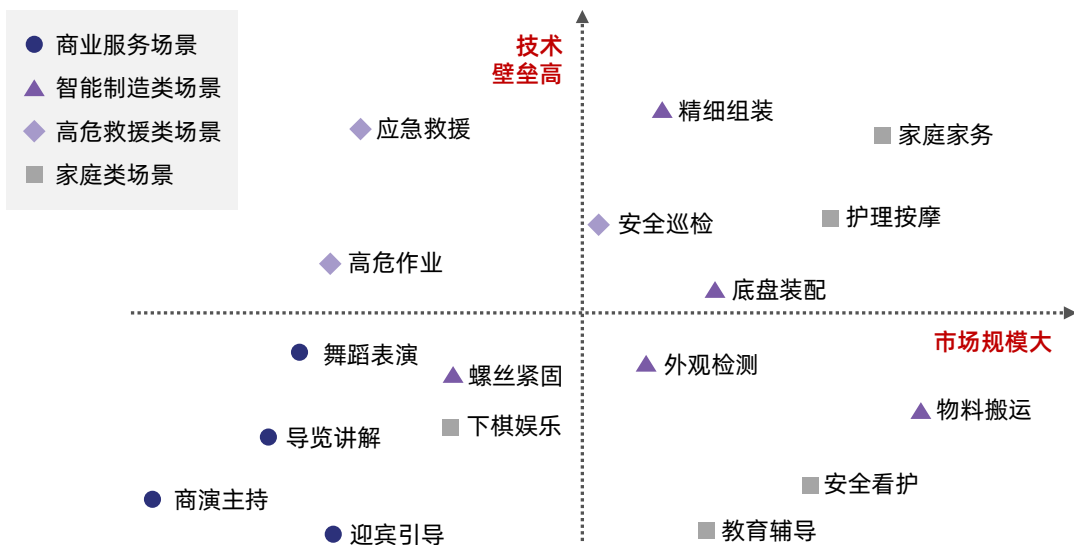 商业服务场景
智能制造类场景
高危救援类场景
家庭类场景
技术
壁垒高
应急救援
精细组装
家庭家务
安全巡检
护理按摩
高危作业
底盘装配
市场规模大
舞蹈表演
螺丝紧固
外观检测
下棋娱乐
物料搬运
导览讲解
安全看护
商演主持
迎宾引导
教育辅导